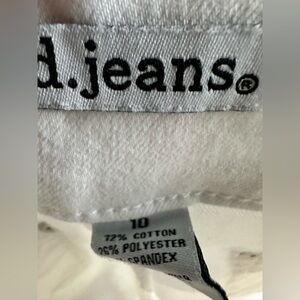 d.jeans®
10
72% COTTON
26% POLYESTER
SPANDEX